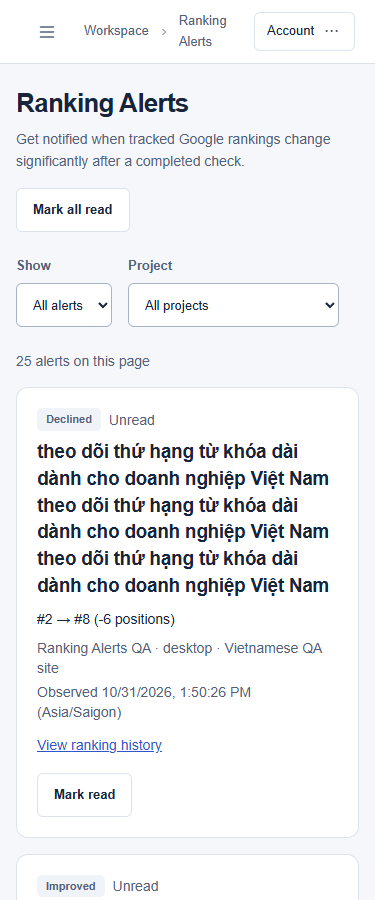 Workspace
Ranking
Alerts
Account ...
Ranking Alerts
Get notified when tracked Google rankings change
significantly after a completed check.
Mark all read
Show
Project
All alerts
All projects
25 alerts on this page
Declined Unread
theo dõi thứ hạng từ khóa dài
dành cho doanh nghiệp Việt Nam
theo dõi thứ hạng từ khóa dài
dành cho doanh nghiệp Việt Nam
theo dõi thứ hạng từ khóa dài
dành cho doanh nghiệp Việt Nam
#2 → #8 (-6 positions)
Ranking Alerts QA · desktop · Vietnamese QA
site
Observed 10/31/2026, 1:50:26 PM
(Asia/Saigon)
View ranking history
Mark read
Improved Unread